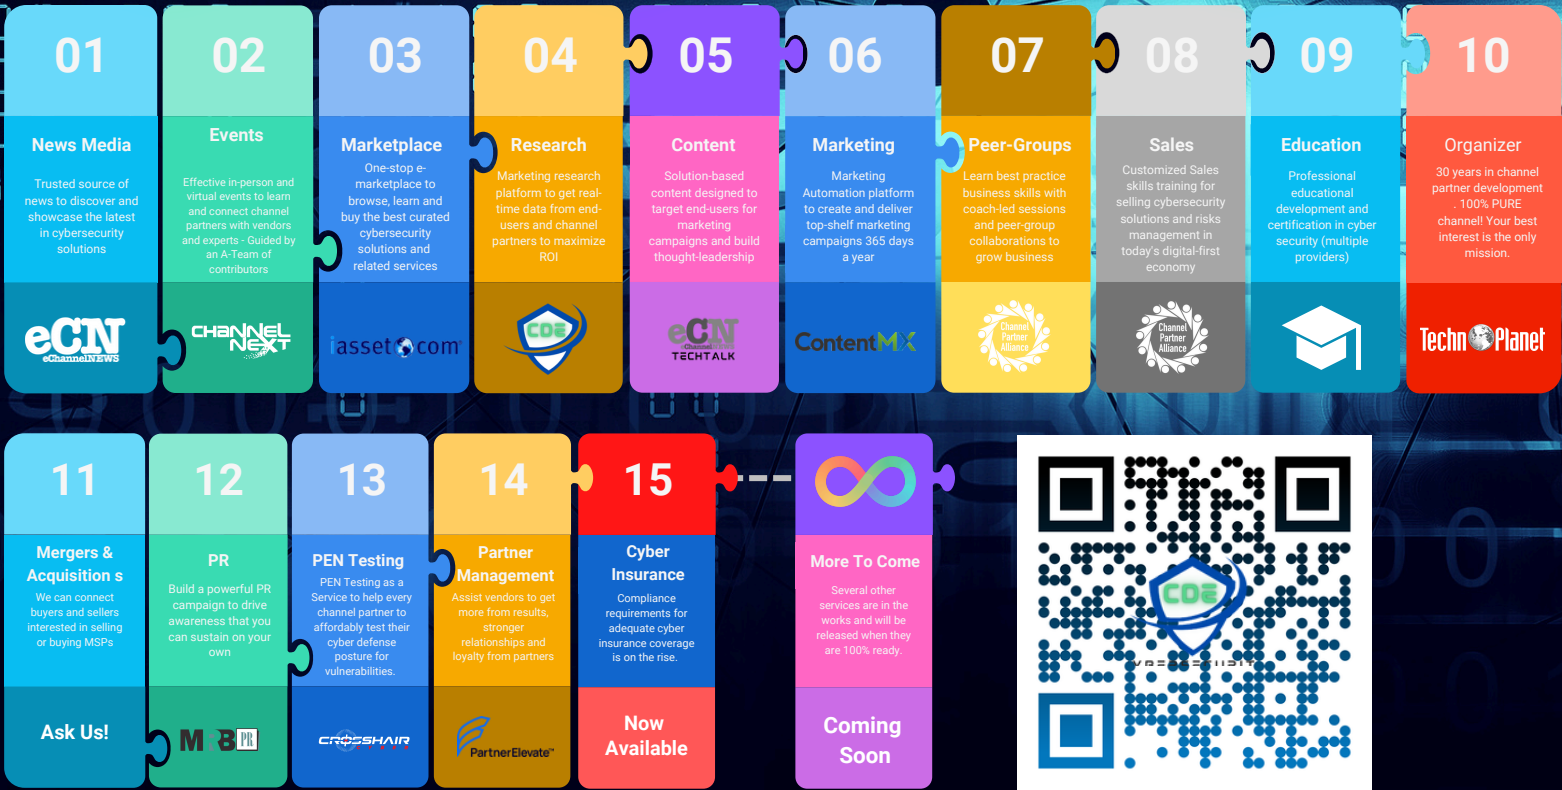 01
News Media
Trusted source of
news to discover and
showcase the latest
in cybersecurity
solutions
eCN
eChannelNEWS
02
Events
Effective in-person and
virtual events to learn
and connect channel
partners with vendors
and experts - Guided by
an A-Team of
contributors
CHANNEL
NEXT
03
Marketplace
One-stop e-
marketplace to
browse, learn and
buy the best curated
cybersecurity
solutions and
related services
iasset.com
04
Research
Marketing research
platform to get real-
time data from end-
users and channel
partners to maximize
ROI
CDE
05
Content
Solution-based
content designed to
target end-users for
marketing
campaigns and build
thought-leadership
eCN
eChannelNEWS
TECHTALK
06
Marketing
Marketing
Automation platform
to create and deliver
top-shelf marketing
campaigns 365 days
a year
ContentMX
07
Peer-Groups
Learn best practice
business skills with
coach-led sessions
and peer-group
collaborations to
grow business
Channel
Partner
Alliance
08
Sales
Customized Sales
skills training for
selling cybersecurity
solutions and risks
management in
today's digital-first
economy
Channel
Partner
Alliance
09
Education
Professional
educational
development and
certification in cyber
security (multiple
providers)
10
Organizer
30 years in channel
partner development
. 100% PURE
channel! Your best
interest is the only
mission.
TechnoPlanet
11
Mergers &
Acquisition s
We can connect
buyers and sellers
interested in selling
or buying MSPs
Ask Us!
12
PR
Build a powerful PR
campaign to drive
awareness that you
can sustain on your
own
PR
13
PEN Testing
PEN Testing as a
Service to help every
channel partner to
affordably test their
cyber defense
posture for
vulnerabilities.
CROSSHAIR
14
Partner
Management
Assist vendors to get
more from results,
stronger
relationships and
loyalty from partners
PartnerElevate™
15
Cyber
Insurance
Compliance
requirements for
adequate cyber
insurance coverage
is on the rise.
Now
Available
More To Come
Several other
services are in the
works and will be
released when they
are 100% ready.
Coming
Soon
CDE